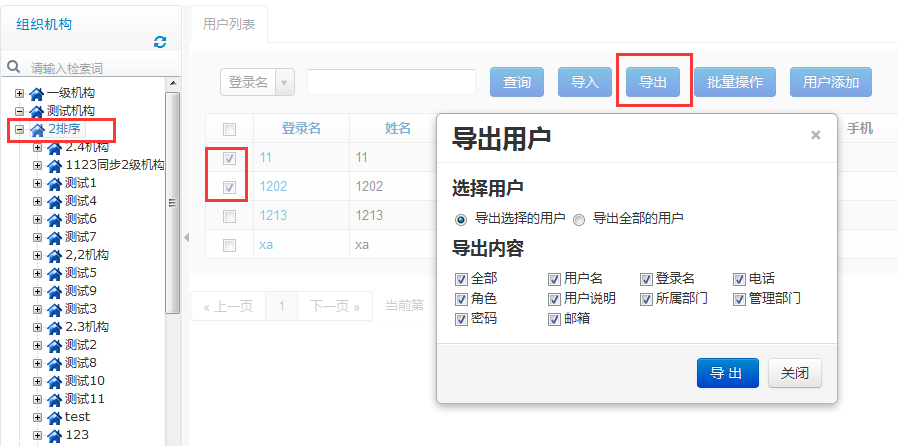 组织机构
请输入检索词
一级机构
测试机构
2排序
2.4机构
1123同步2级机构
测试1
测试4
测试6
测试7
2,2机构
测试5
测试9
测试3
2.3机构
测试2
测试8
测试10
测试11
test
123
用户列表
登录名 查询 导入 导出 批量操作 用户添加
登录名 姓名 手机
11 11
1202 1202
1213 1213
xa xa
« 上一页 1 下一页 » 当前第
导出用户 ×
选择用户
导出选择的用户 导出全部的用户
导出内容
全部 用户名 登录名 电话
角色 用户说明 所属部门 管理部门
密码 邮箱
导 出 关闭